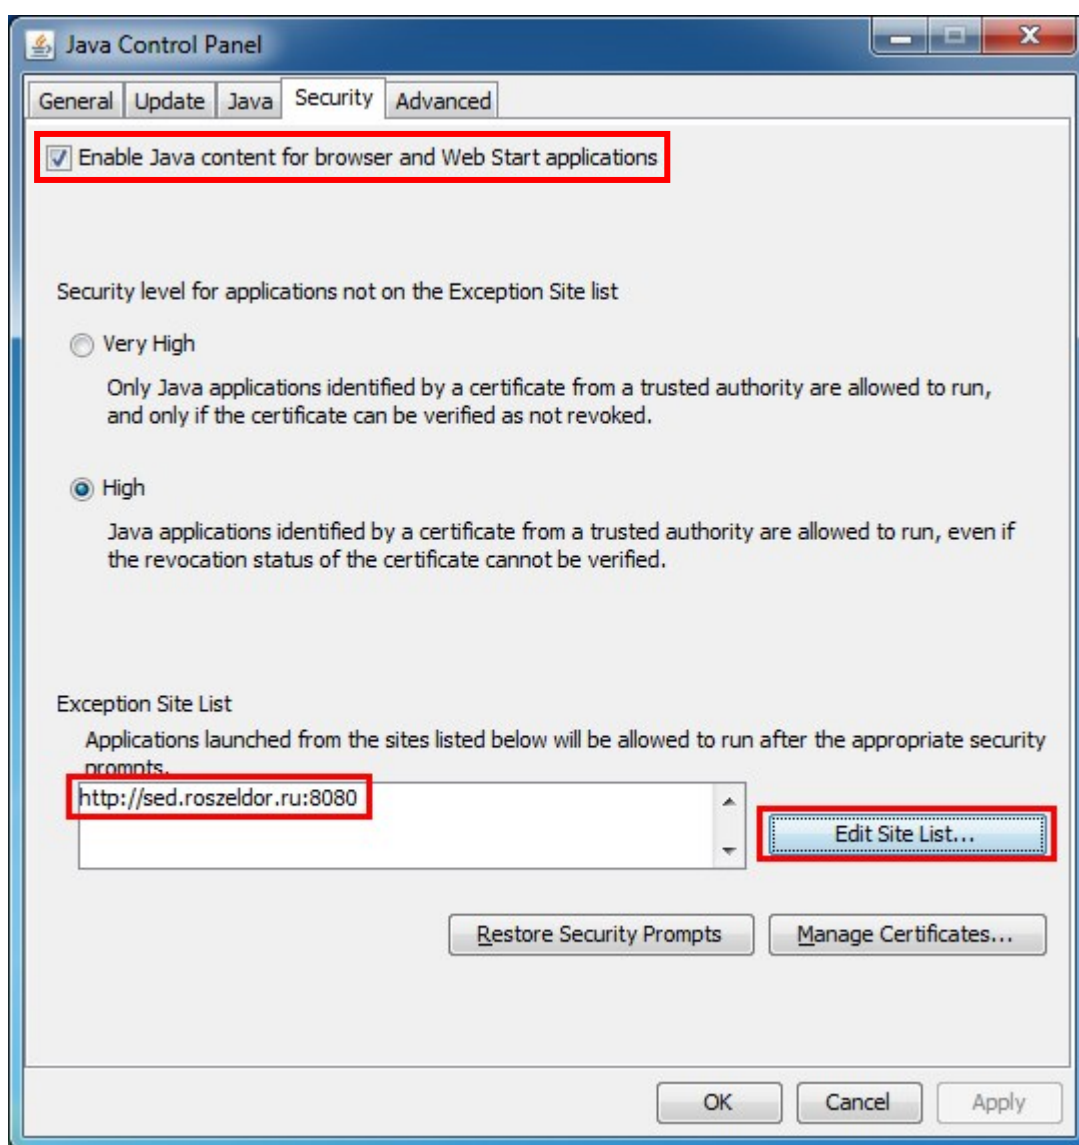 Java Control Panel
General Update Java Security Advanced
Enable Java content for browser and Web Start applications
Security level for applications not on the Exception Site list
Very High
Only Java applications identified by a certificate from a trusted authority are allowed to run,
and only if the certificate can be verified as not revoked.
High
Java applications identified by a certificate from a trusted authority are allowed to run, even if
the revocation status of the certificate cannot be verified.
Exception Site List
Applications launched from the sites listed below will be allowed to run after the appropriate security
prompts.
http://sed.roszeldor.ru:8080
Edit Site List...
Restore Security Prompts Manage Certificates...
OK Cancel Apply